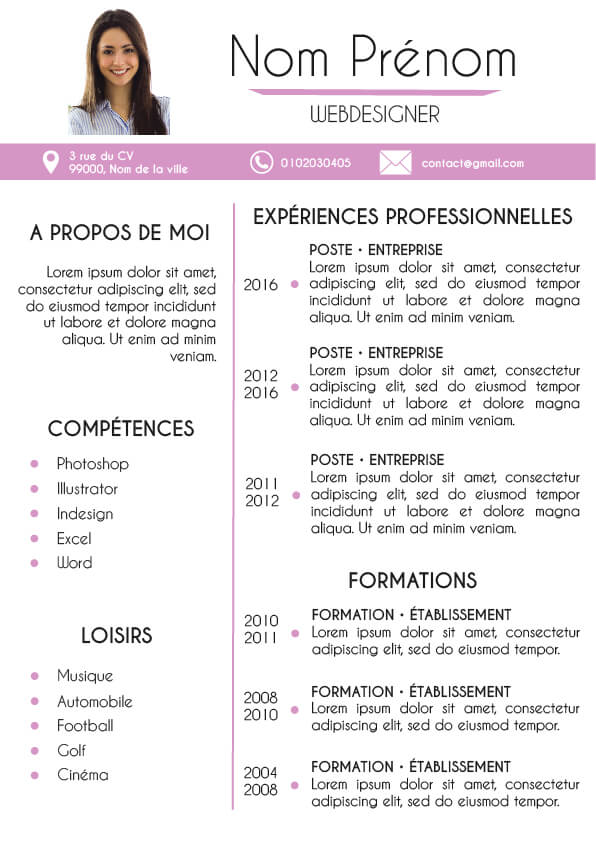 Nom Prénom
WEBDESIGNER
3 rue du CV
99000, Nom de la ville
0102030405
contact@gmail.com
A PROPOS DE MOI
Lorem ipsum dolor sit amet,
consectetur adipiscing elit, sed
do eiusmod tempor incididunt
ut labore et dolore magna
aliqua. Ut enim ad minim
veniam.
COMPÉTENCES
Photoshop
Illustrator
Indesign
Excel
Word
LOISIRS
Musique
Automobile
Football
Golf
Cinéma
EXPÉRIENCES PROFESSIONNELLES
2016
POSTE • ENTREPRISE
Lorem ipsum dolor sit amet, consectetur
adipiscing elit, sed do eiusmod tempor
incididunt ut labore et dolore magna
aliqua. Ut enim ad minim veniam.
2012
2016
POSTE • ENTREPRISE
Lorem ipsum dolor sit amet, consectetur
adipiscing elit, sed do eiusmod tempor
incididunt ut labore et dolore magna
aliqua. Ut enim ad minim veniam.
2011
2012
POSTE • ENTREPRISE
Lorem ipsum dolor sit amet, consectetur
adipiscing elit, sed do eiusmod tempor
incididunt ut labore et dolore magna
aliqua. Ut enim ad minim veniam.
FORMATIONS
2010
2011
FORMATION • ÉTABLISSEMENT
Lorem ipsum dolor sit amet, consectetur
adipiscing elit, sed do eiusmod tempor.
2008
2010
FORMATION • ÉTABLISSEMENT
Lorem ipsum dolor sit amet, consectetur
adipiscing elit, sed do eiusmod tempor.
2004
2008
FORMATION • ÉTABLISSEMENT
Lorem ipsum dolor sit amet, consectetur
adipiscing elit, sed do eiusmod tempor.